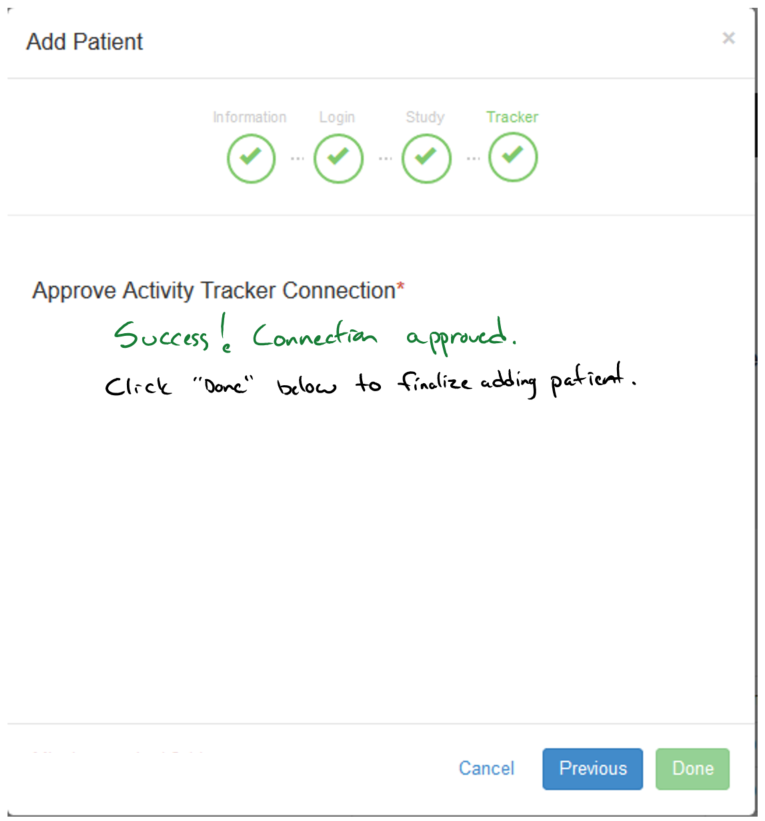 Add Patient ×
Information Login Study Tracker
... ... ...
Approve Activity Tracker Connection*
Success! Connection approved.
Click "Done" below to finalize adding patient.
Cancel Previous Done